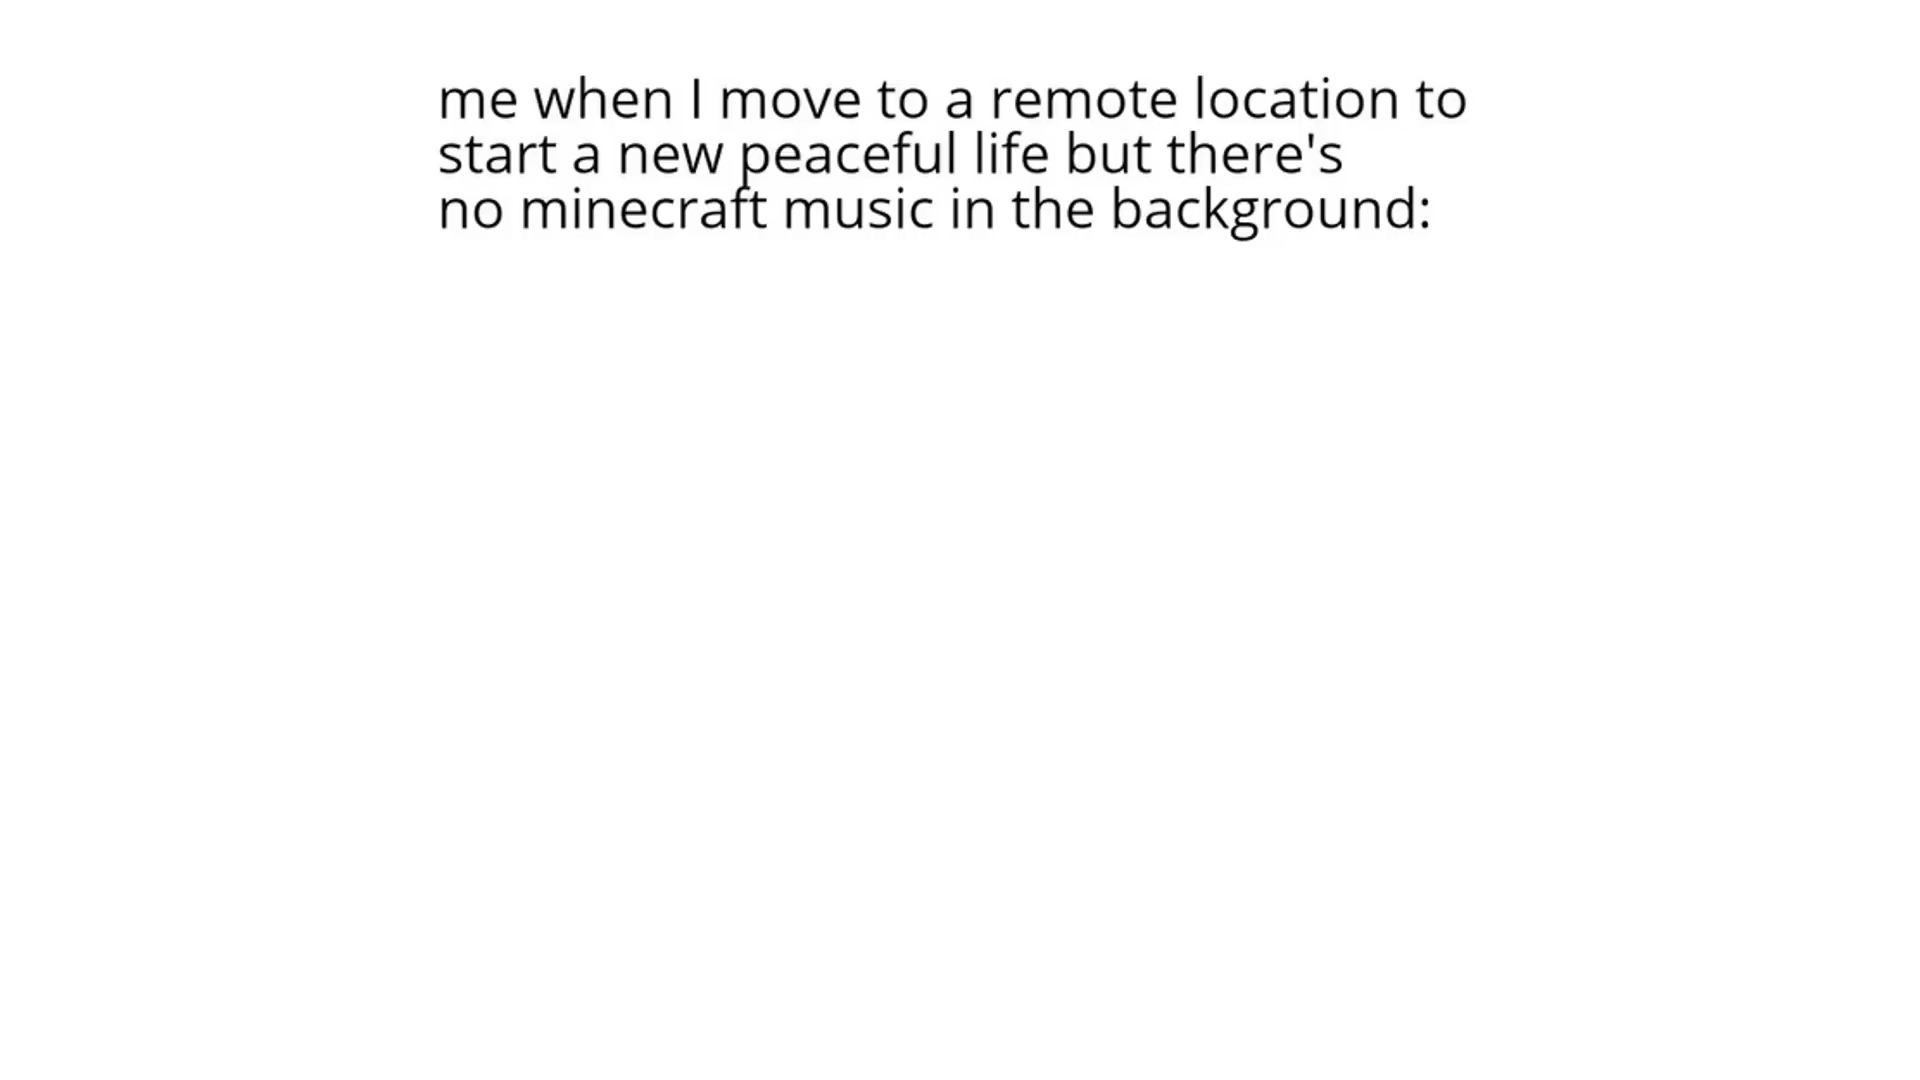 me when I move to a remote location to
start a new peaceful life but there's
no minecraft music in the background: